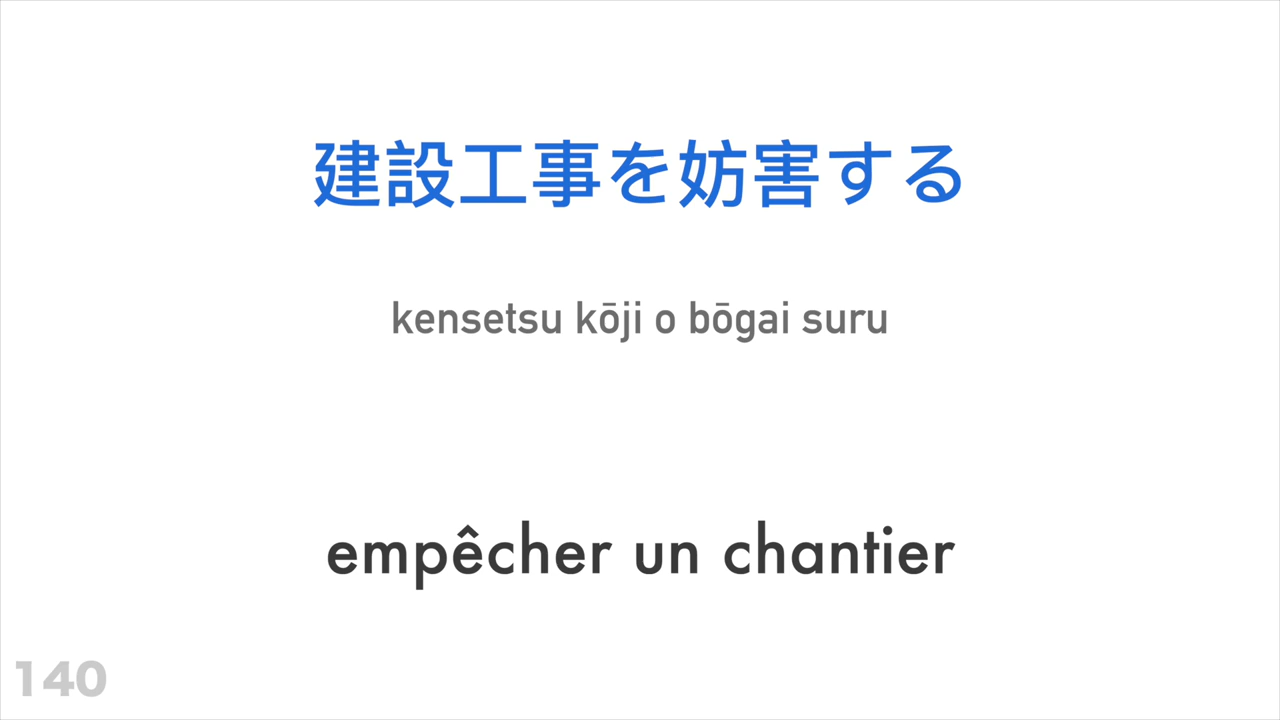 建設工事を妨害する
kensetsu kōji o bōgai suru
empêcher un chantier
140